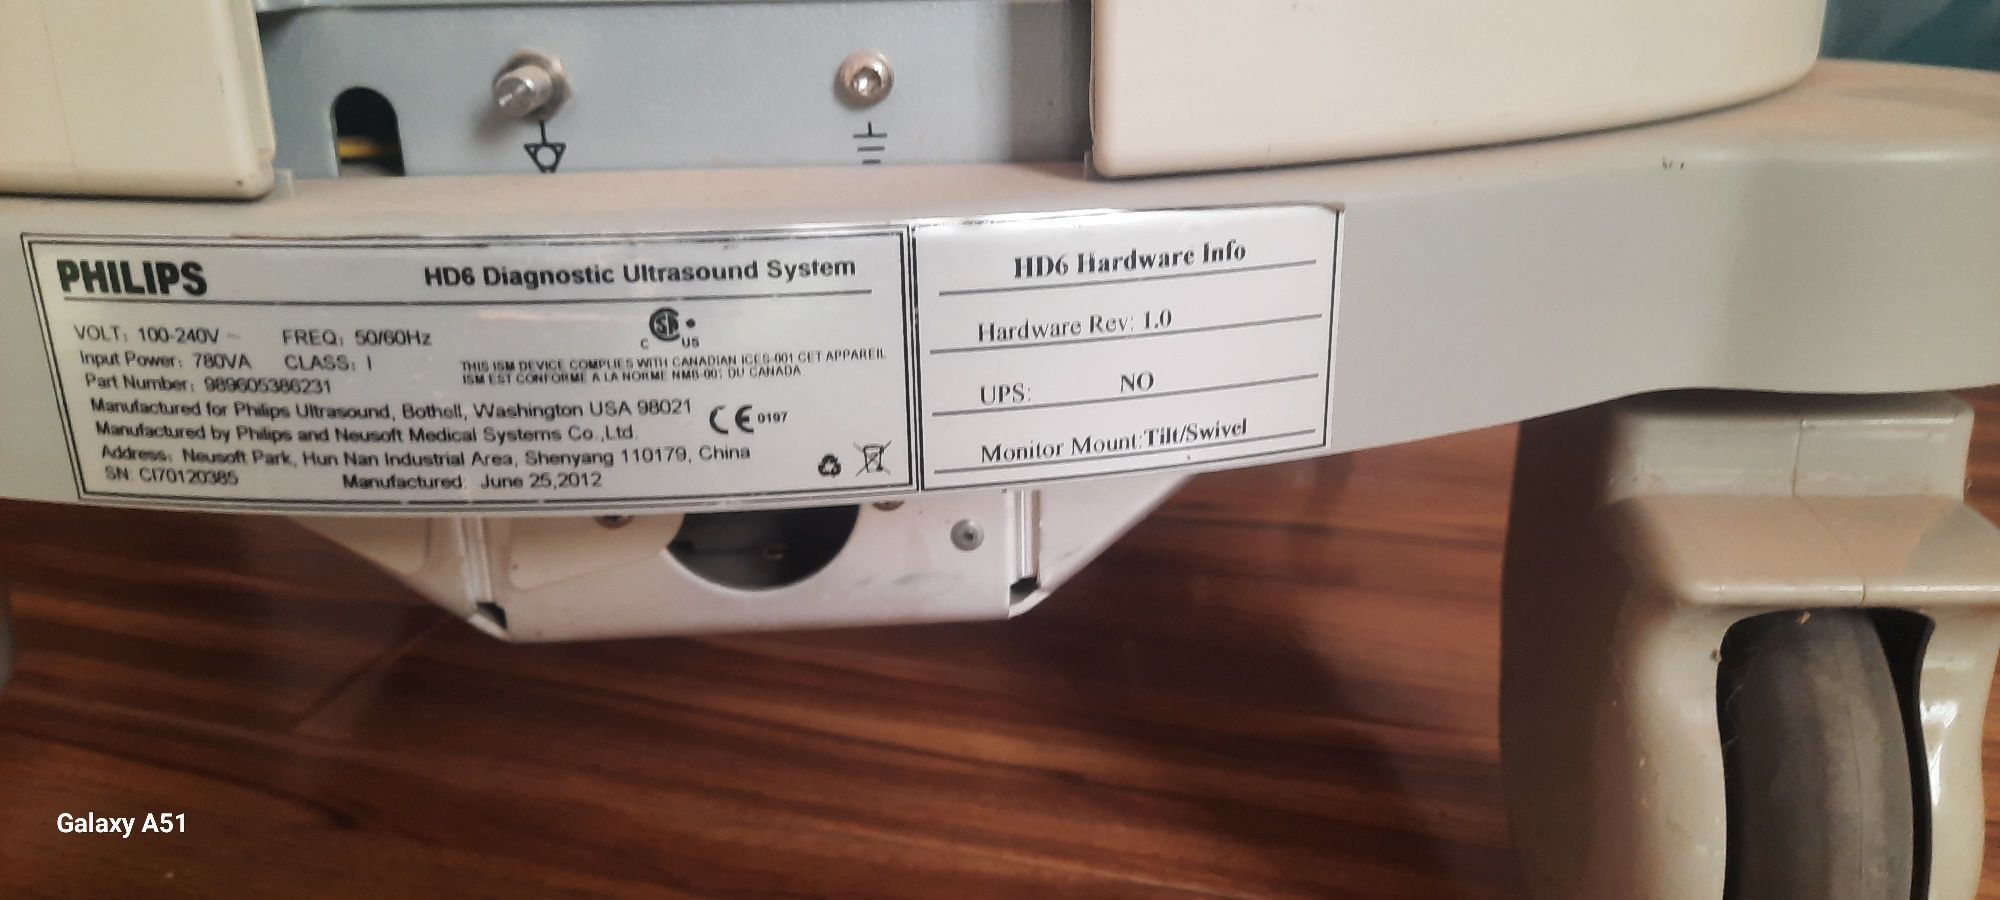 PHILIPS HD6 Diagnostic Ultrasound System
VOLT: 100-240V ~ FREQ: 50/60Hz
Input Power: 780VA CLASS: I
Part Number: 989605386231
C US
THIS ISM DEVICE COMPLIES WITH CANADIAN ICES-001 CET APPAREIL
ISM EST CONFORME A LA NORME NMB-001 DU CANADA
Manufactured for Philips Ultrasound, Bothell, Washington USA 98021
Manufactured by Philips and Neusoft Medical Systems Co.,Ltd.
CE 0197
Address: Neusoft Park, Hun Nan Industrial Area, Shenyang 110179, China
SN: CI70120385 Manufactured: June 25,2012
HD6 Hardware Info
Hardware Rev: 1.0
UPS: NO
Monitor Mount:Tilt/Swivel
Galaxy A51